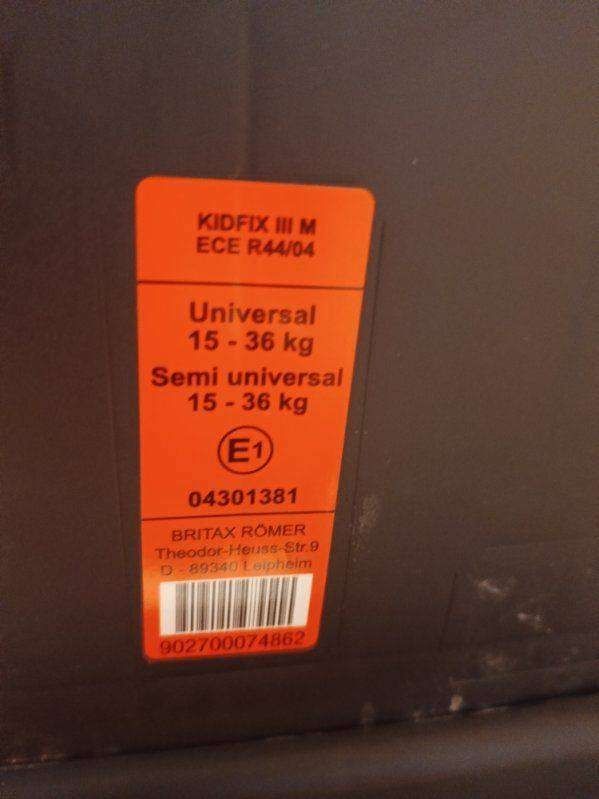 KIDFIX III M
ECE R44/04
Universal
15 - 36 kg
Semi universal
15 - 36 kg
E1
04301381
BRITAX RÖMER
Theodor-Heuss-Str.9
D - 89340 Leipheim
902700074862